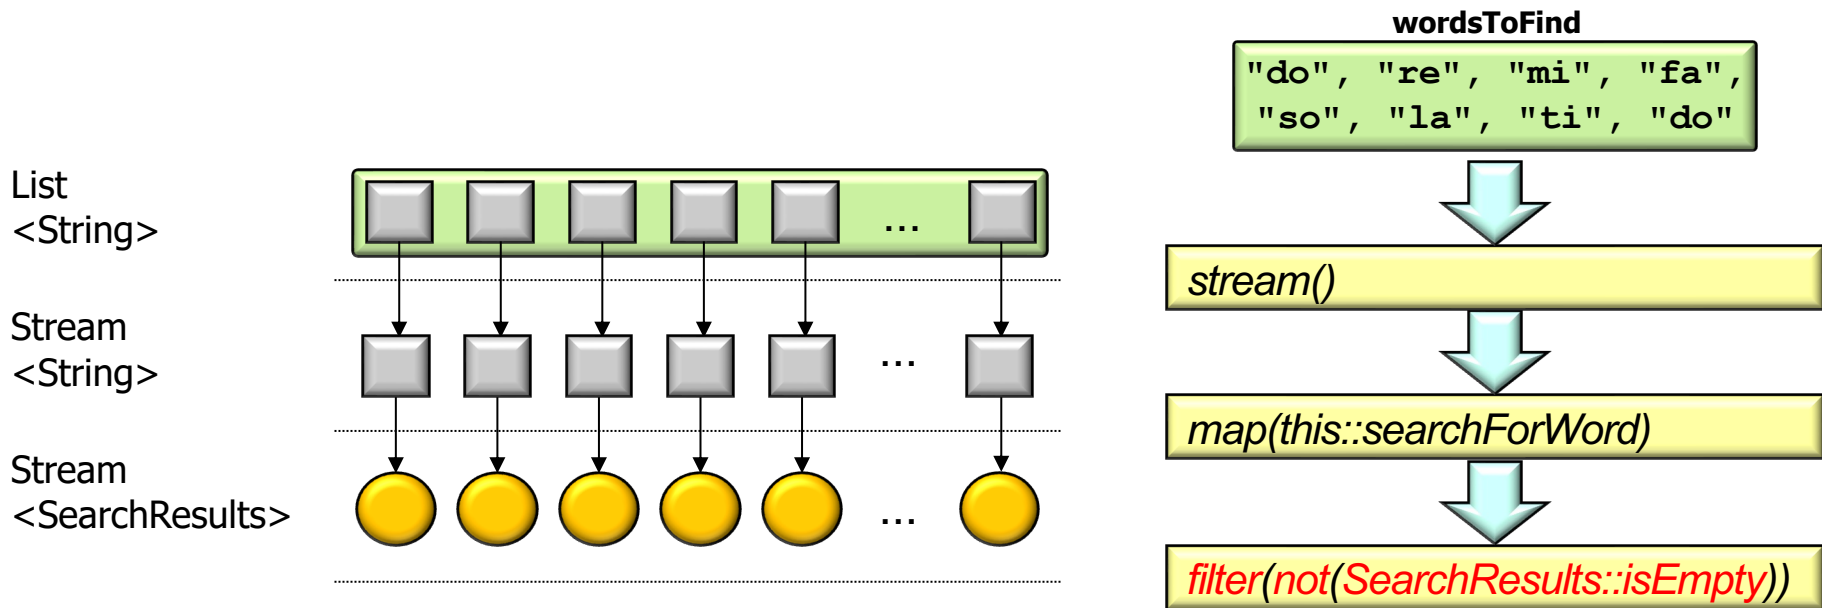 wordsToFind
"do", "re", "mi", "fa",
"so", "la", "ti", "do"
List
<String>
...
stream()
Stream
<String>
...
map(this::searchForWord)
Stream
<SearchResults>
...
filter(not(SearchResults::isEmpty))